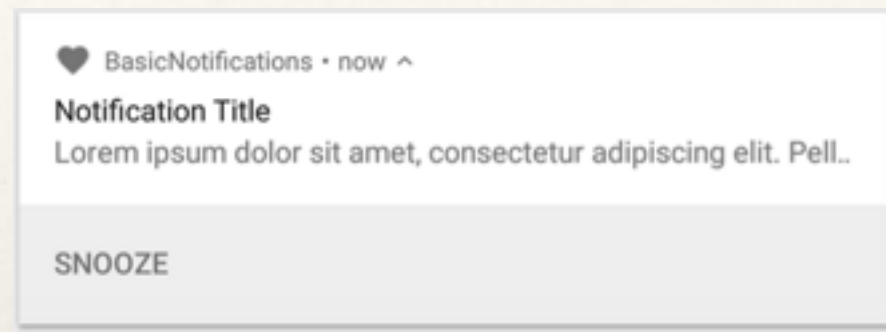 BasicNotifications • now
Notification Title
Lorem ipsum dolor sit amet, consectetur adipiscing elit. Pell..
SNOOZE